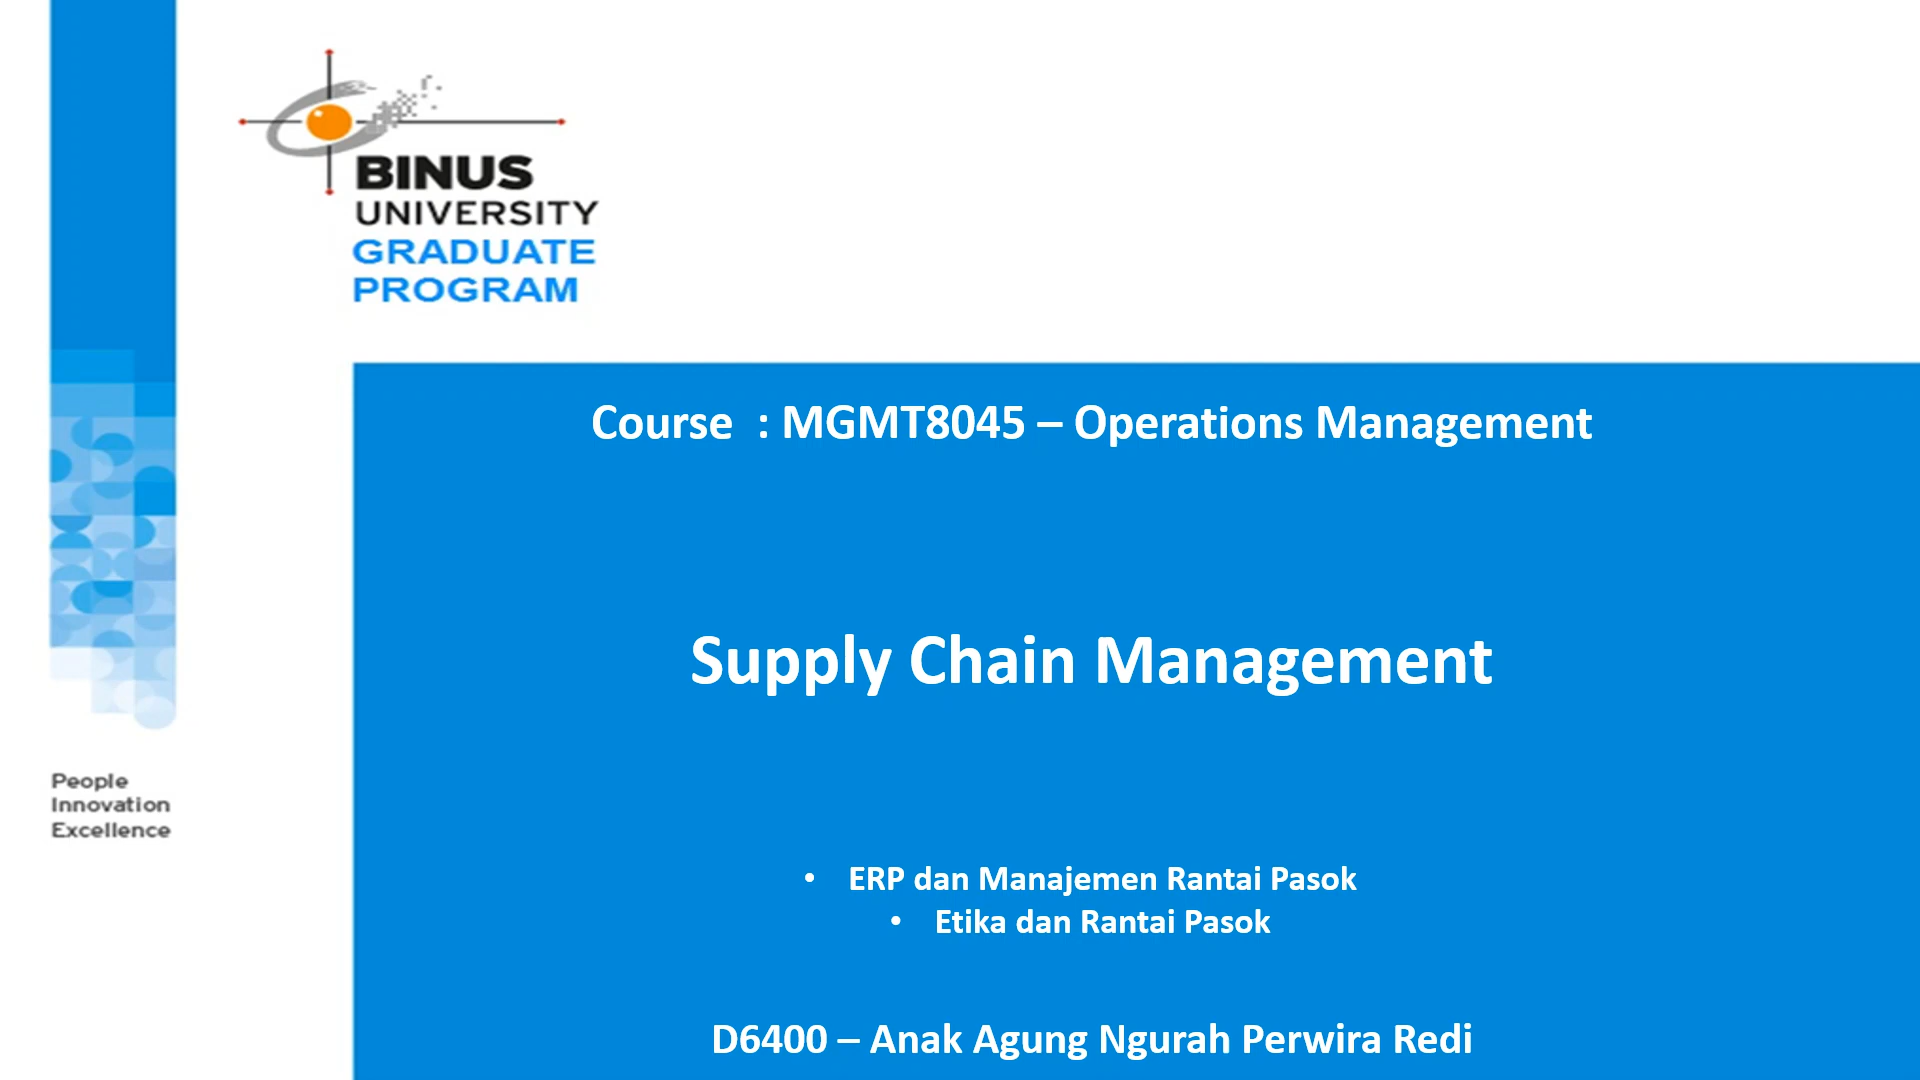 BINUS
UNIVERSITY
GRADUATE
PROGRAM
Course : MGMT8045 – Operations Management
Supply Chain Management
People
Innovation
Excellence
• ERP dan Manajemen Rantai Pasok
• Etika dan Rantai Pasok
D6400 – Anak Agung Ngurah Perwira Redi